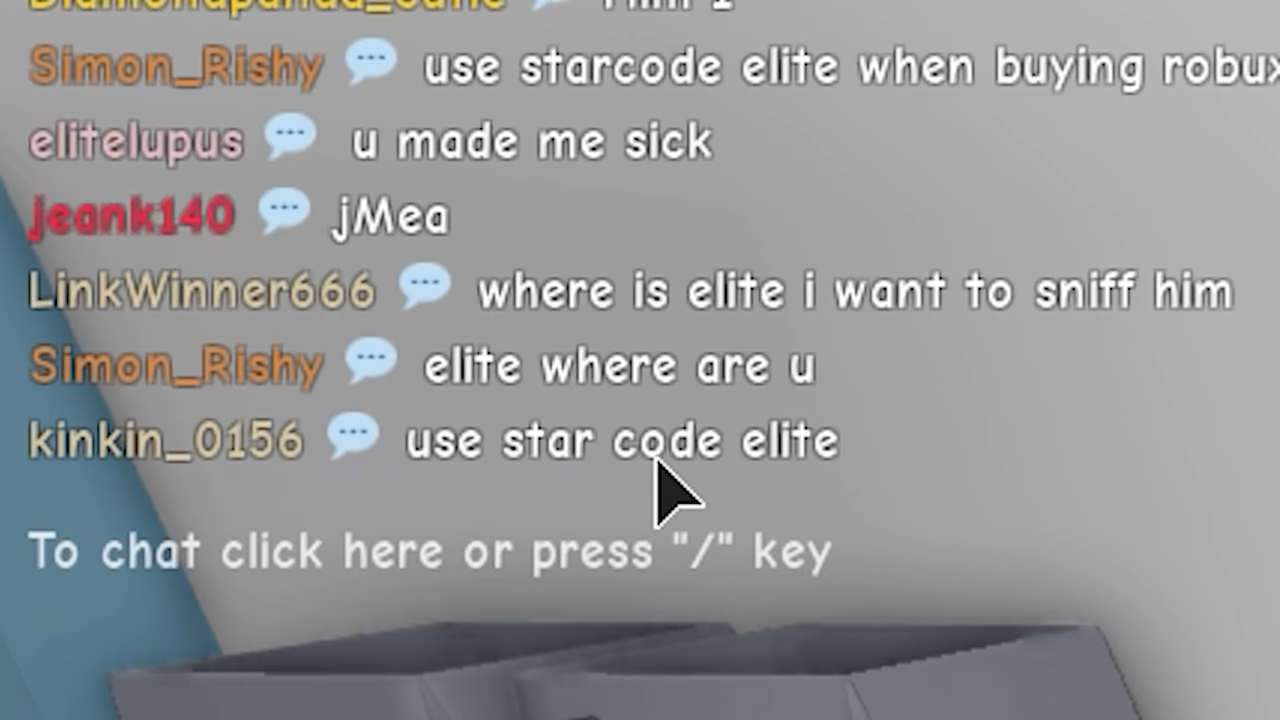 Simon_Rishy use starcode elite when buying robux
elitelupus u made me sick
jeank140 jMea
LinkWinner666 where is elite i want to sniff him
Simon_Rishy elite where are u
kinkin_0156 use star code elite
To chat click here or press "/" key